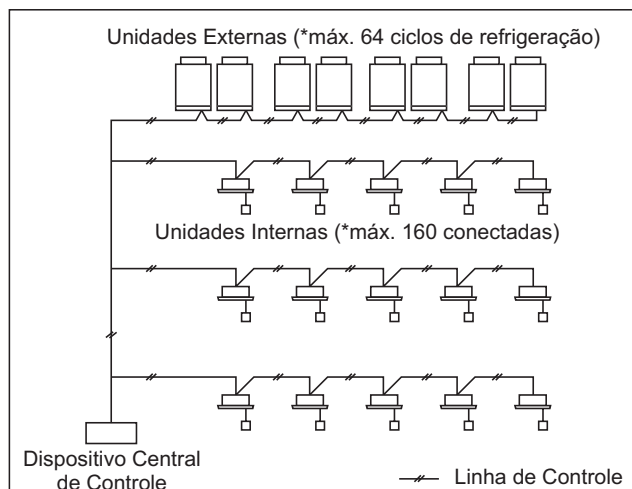 Unidades Externas (*máx. 64 ciclos de refrigeração)
Unidades Internas (*máx. 160 conectadas)
Dispositivo Central
de Controle
Linha de Controle